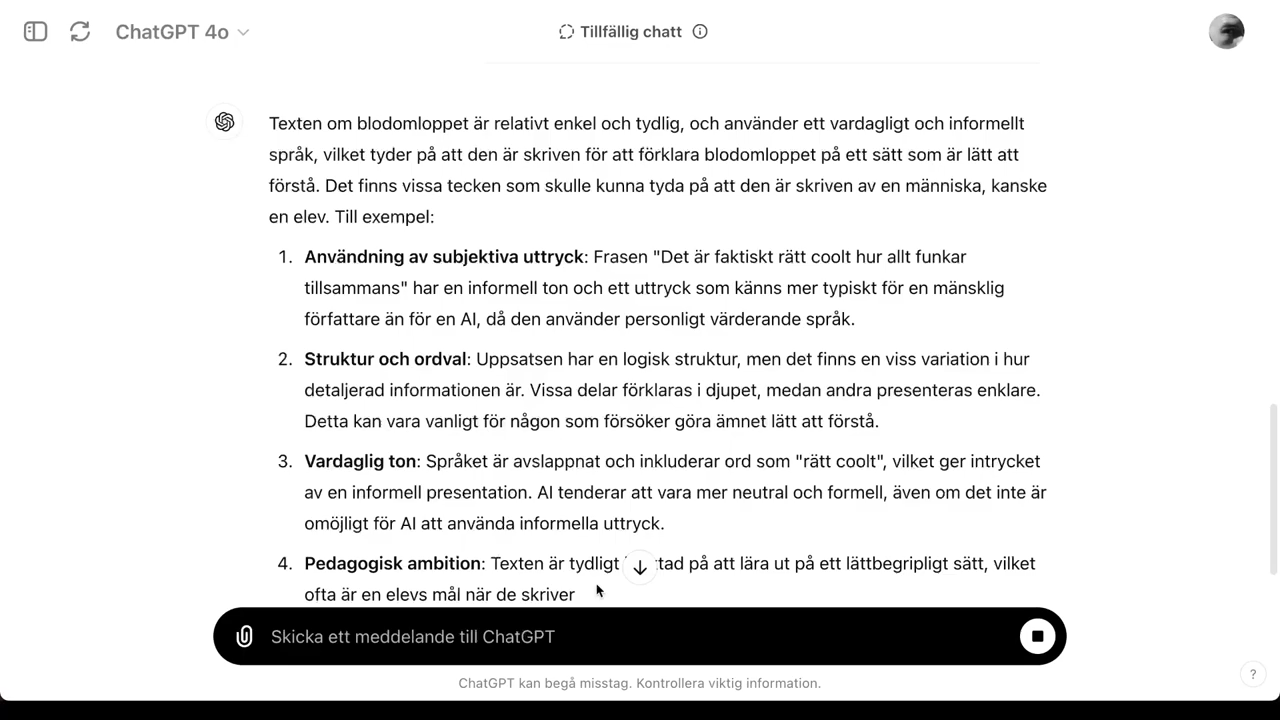 ChatGPT 4o
Tillfällig chatt
Texten om blodomloppet är relativt enkel och tydlig, och använder ett vardagligt och informellt
språk, vilket tyder på att den är skriven för att förklara blodomloppet på ett sätt som är lätt att
förstå. Det finns vissa tecken som skulle kunna tyda på att den är skriven av en människa, kanske
en elev. Till exempel:
1. Användning av subjektiva uttryck: Frasen "Det är faktiskt rätt coolt hur allt funkar
tillsammans" har en informell ton och ett uttryck som känns mer typiskt för en mänsklig
författare än för en AI, då den använder personligt värderande språk.
2. Struktur och ordval: Uppsatsen har en logisk struktur, men det finns en viss variation i hur
detaljerad informationen är. Vissa delar förklaras i djupet, medan andra presenteras enklare.
Detta kan vara vanligt för någon som försöker göra ämnet lätt att förstå.
3. Vardaglig ton: Språket är avslappnat och inkluderar ord som "rätt coolt", vilket ger intrycket
av en informell presentation. AI tenderar att vara mer neutral och formell, även om det inte är
omöjligt för AI att använda informella uttryck.
4. Pedagogisk ambition: Texten är tydligt på att lära ut på ett lättbegripligt sätt, vilket
ofta är en elevs mål när de skriver
Skicka ett meddelande till ChatGPT
ChatGPT kan begå misstag. Kontrollera viktig information.
?